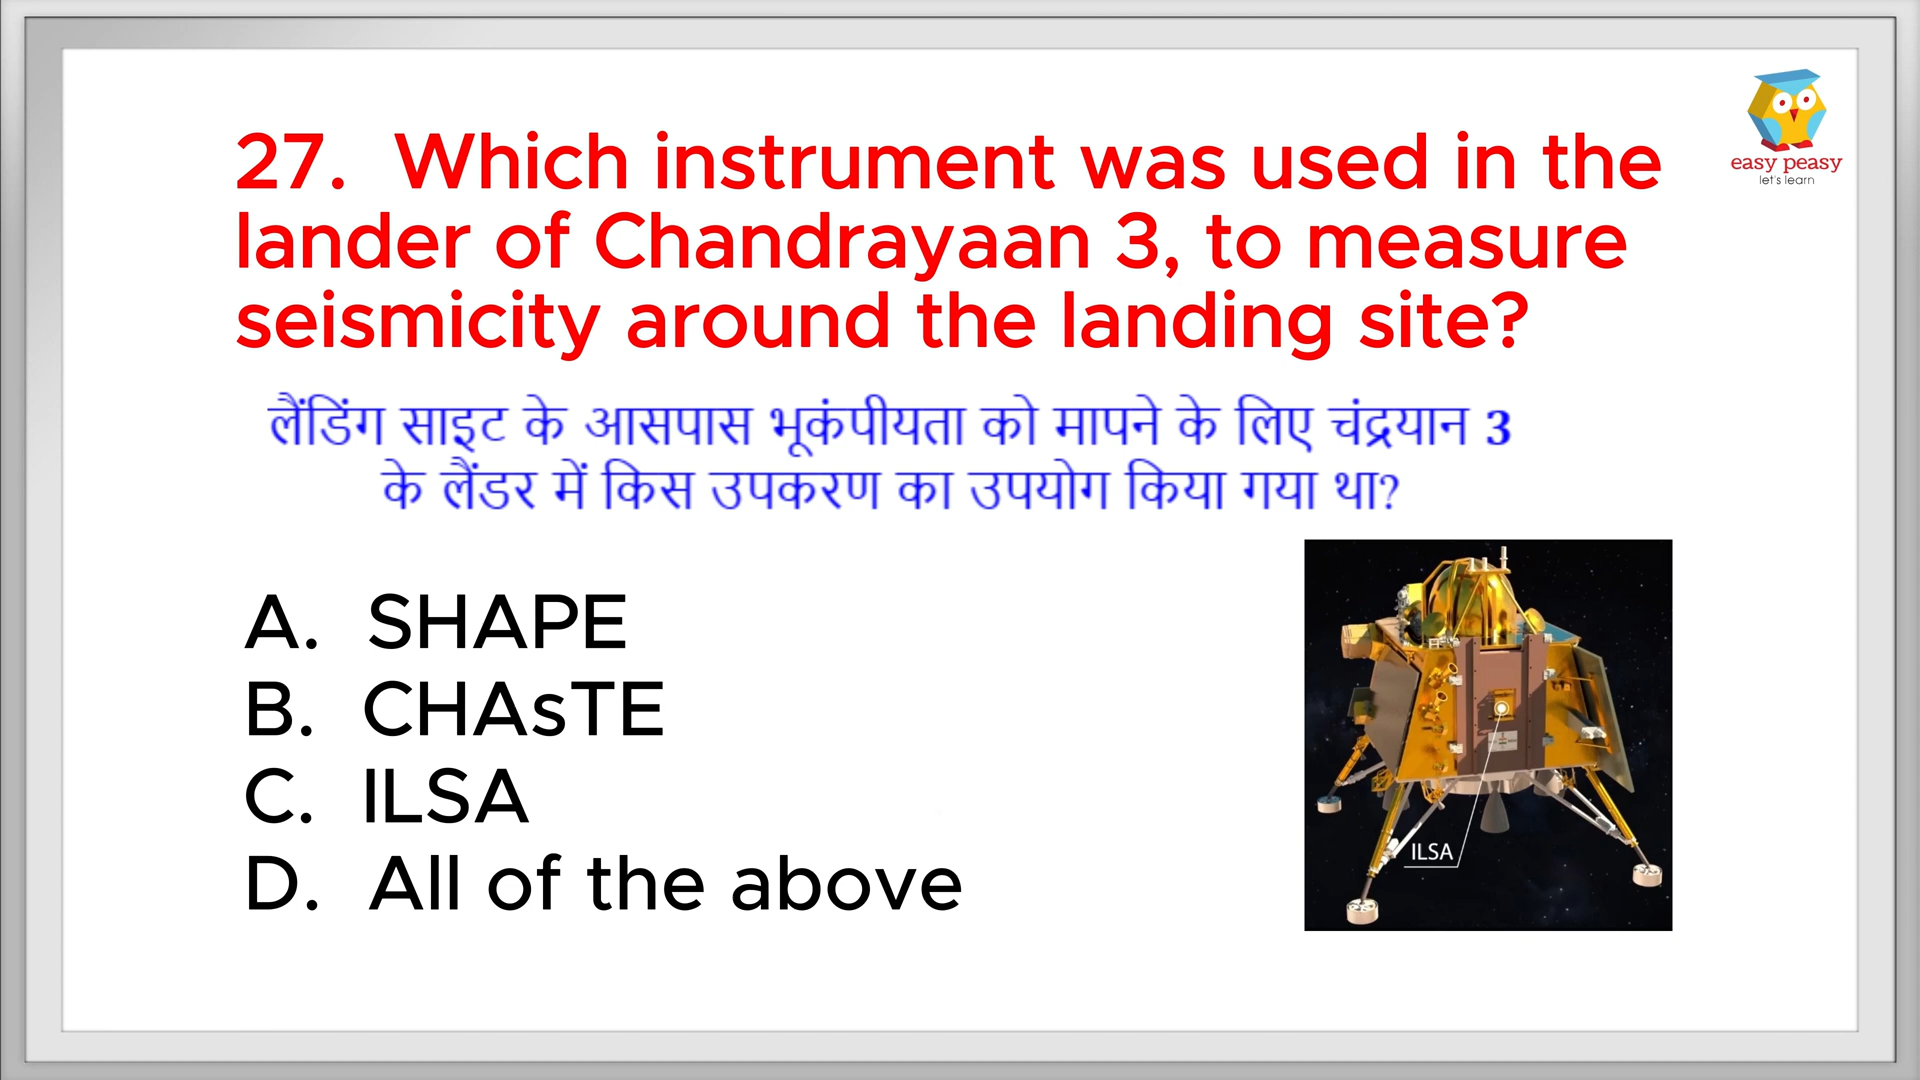 easy peasy
let's learn
27. Which instrument was used in the
lander of Chandrayaan 3, to measure
seismicity around the landing site?
लैंडिंग साइट के आसपास भूकंपीयता को मापने के लिए चंद्रयान 3
के लैंडर में किस उपकरण का उपयोग किया गया था?
A. SHAPE
B. CHAsTE
C. ILSA
D. All of the above
ILSA